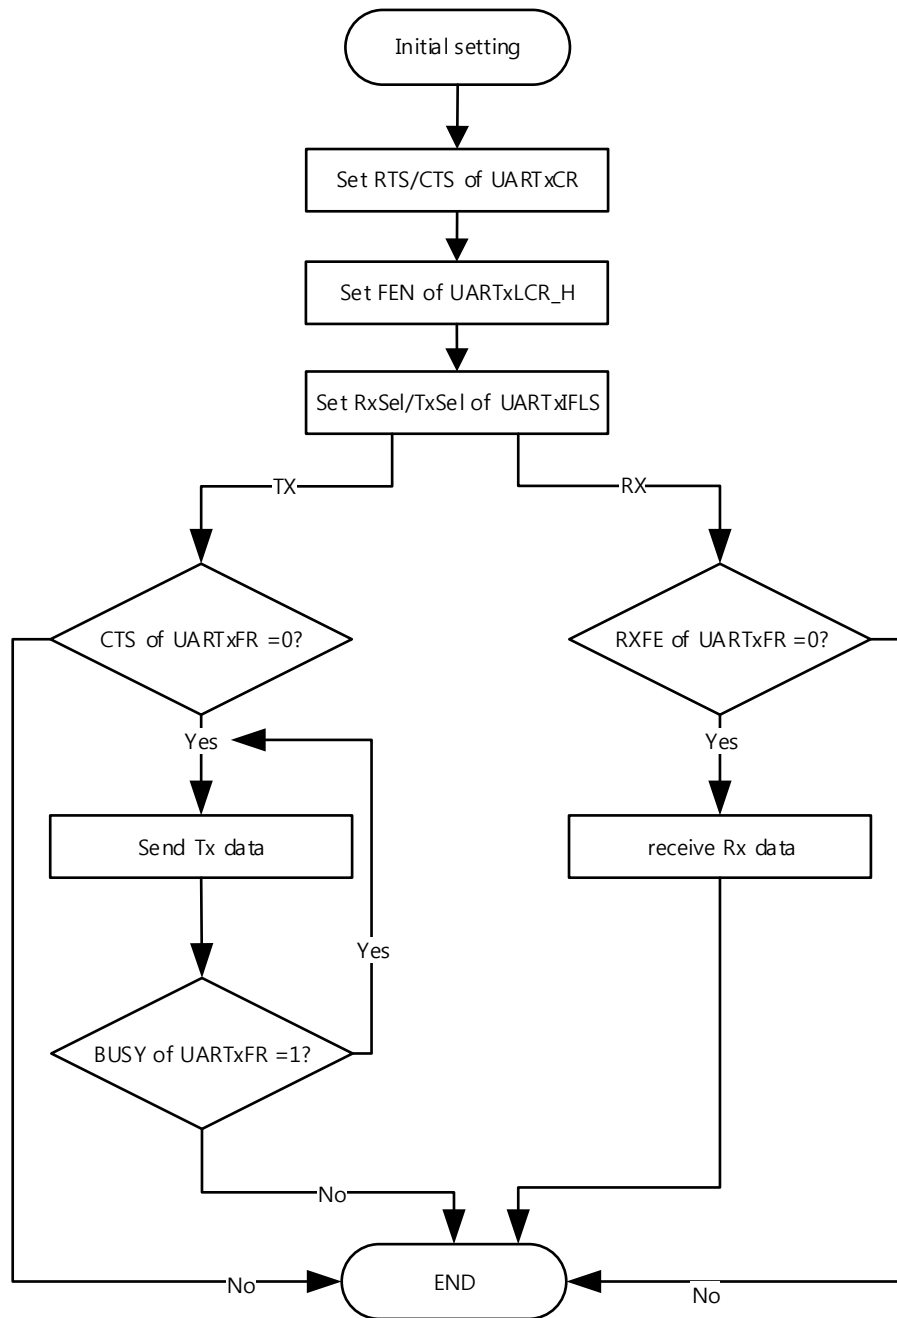 Initial setting
Set RTS/CTS of UARTxCR
Set FEN of UARTxLCR_H
Set RxSel/TxSel of UARTxIFLS
TX
RX
CTS of UARTxFR =0?
RXFE of UARTxFR =0?
Yes
Yes
Send Tx data
receive Rx data
Yes
BUSY of UARTxFR =1?
No
No
END
No